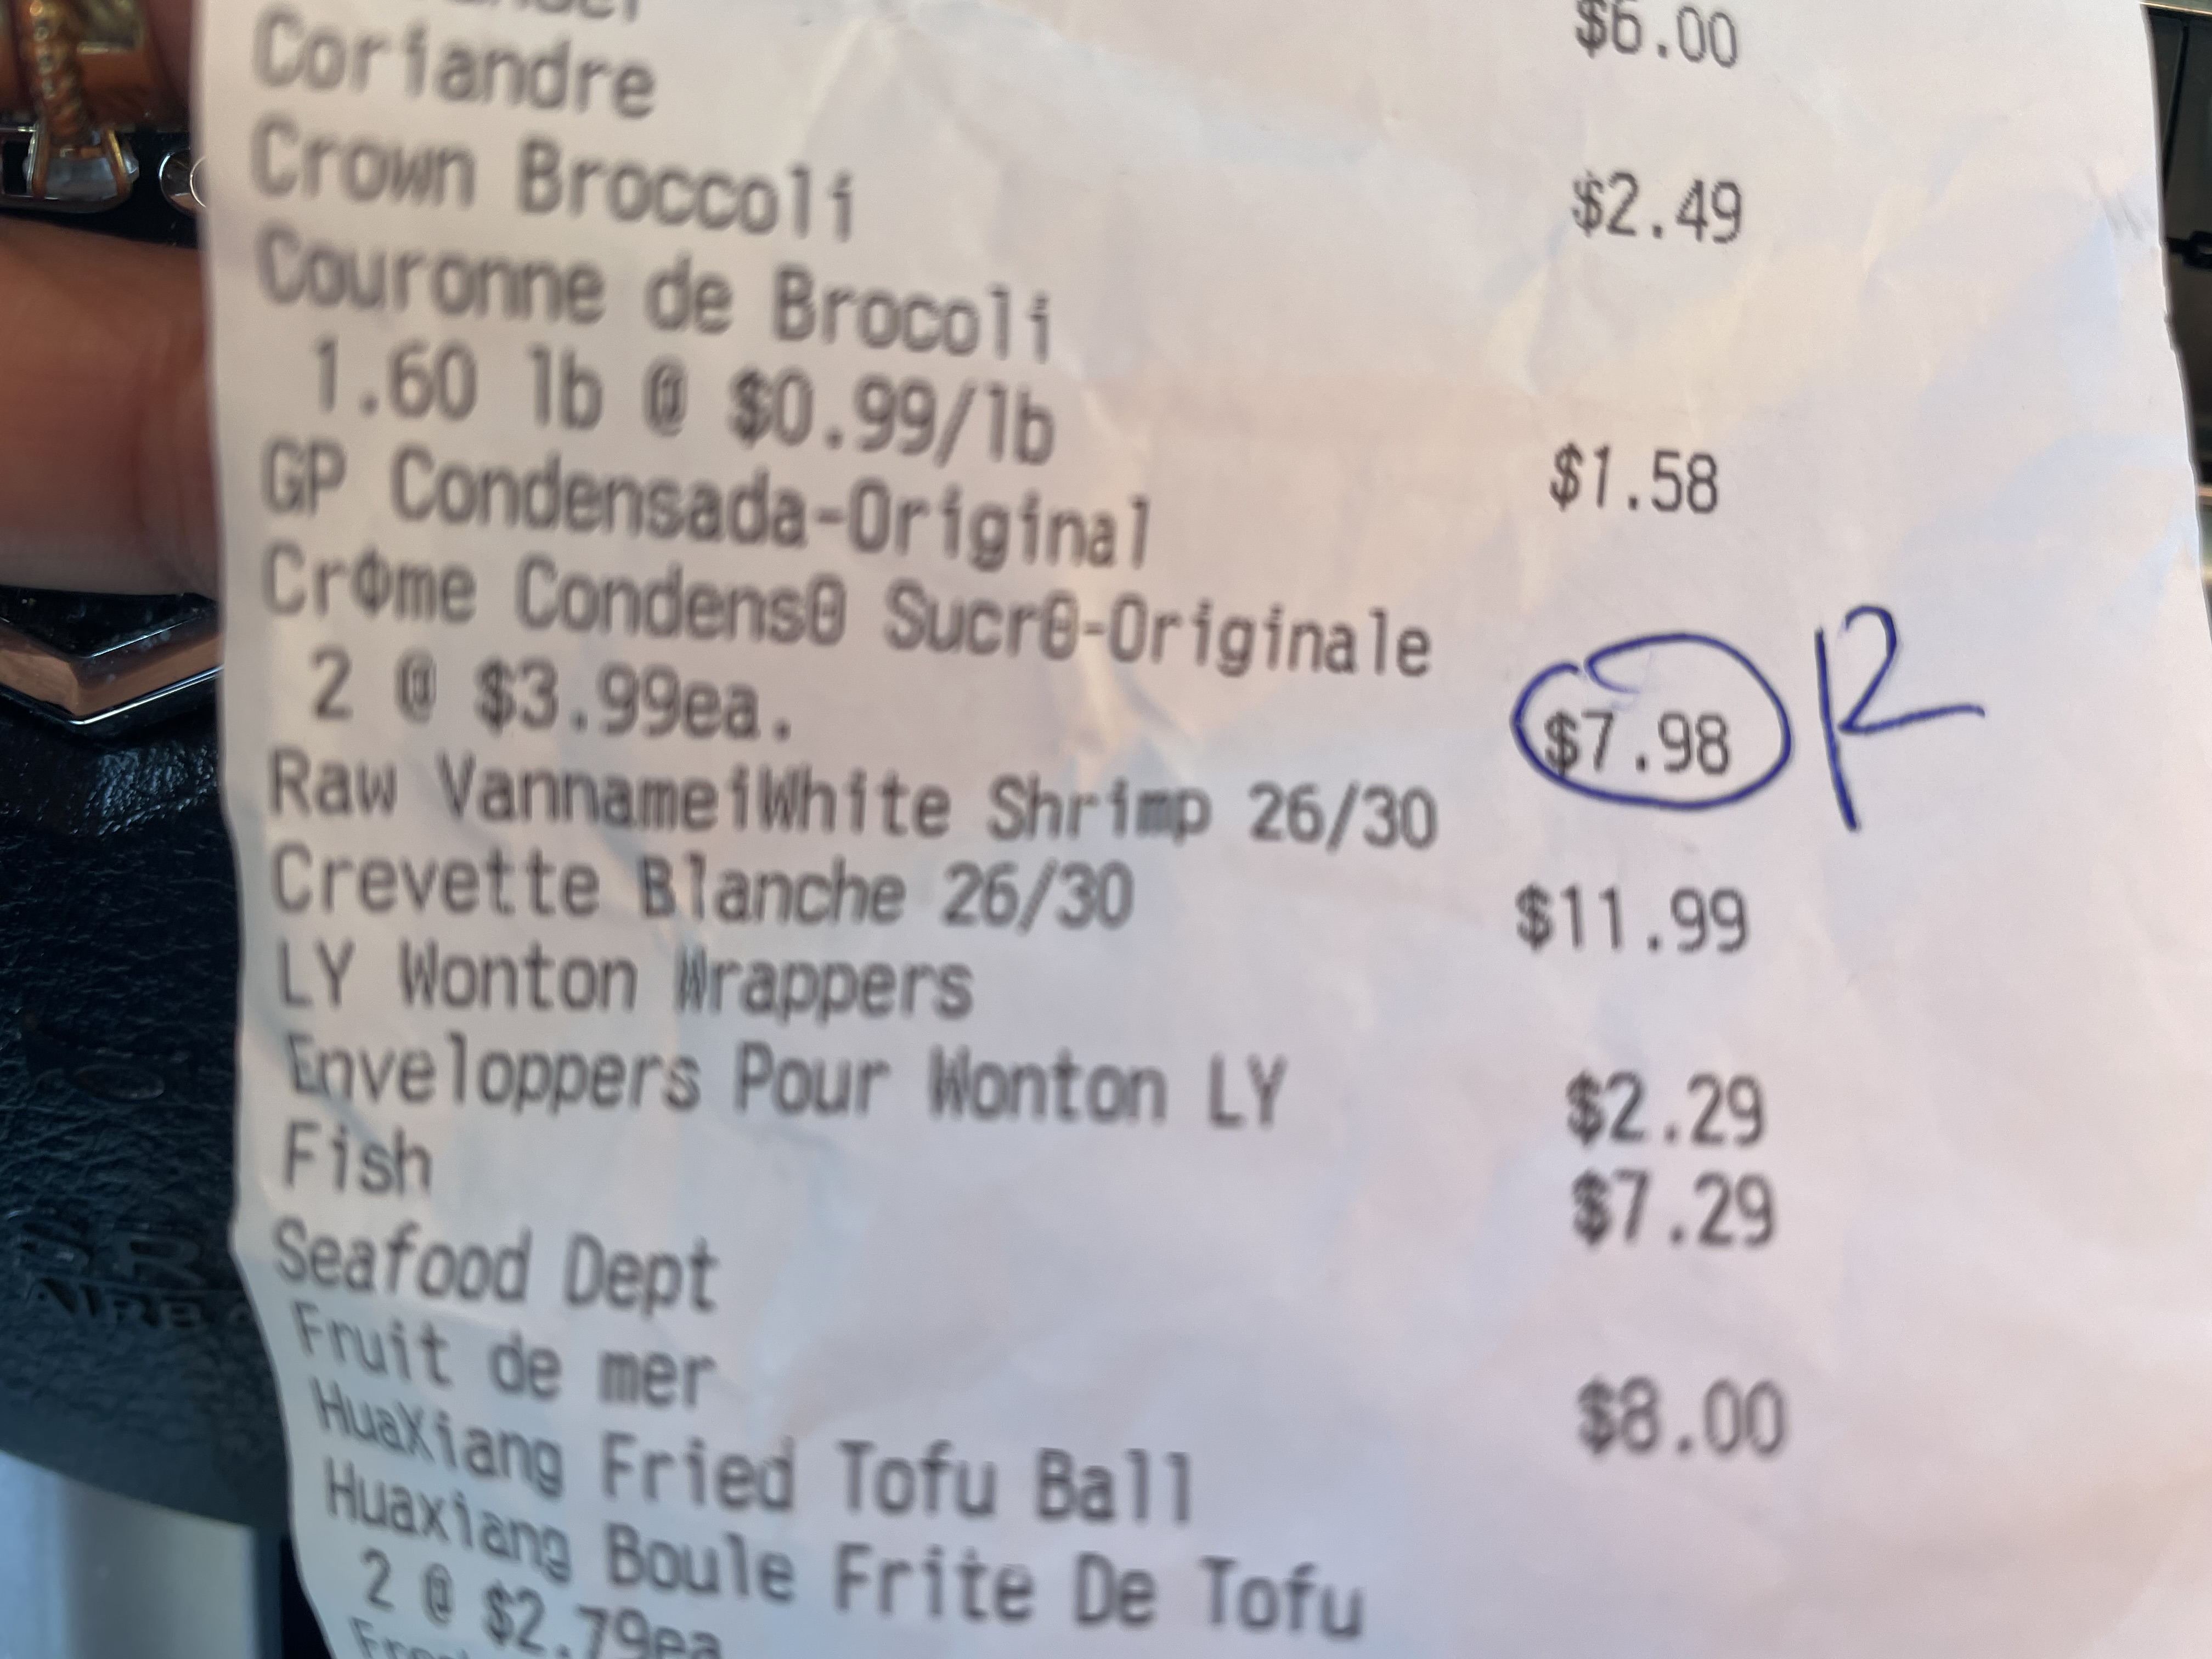 $6.00
Coriandre $2.49
Crown Broccoli
Couronne de Brocoli
1.60 lb @ $0.99/lb $1.58
GP Condensada-Original
CrΦme CondensΘ SucrΘ-Originale
2 @ $3.99ea. $7.98 R
Raw VannameiWhite Shrimp 26/30
Crevette Blanche 26/30 $11.99
LY Wonton Wrappers
Enveloppers Pour Wonton LY $2.29
Fish $7.29
Seafood Dept
Fruit de mer $8.00
HuaXiang Fried Tofu Ball
Huaxiang Boule Frite De Tofu
2 @ $2.79ea